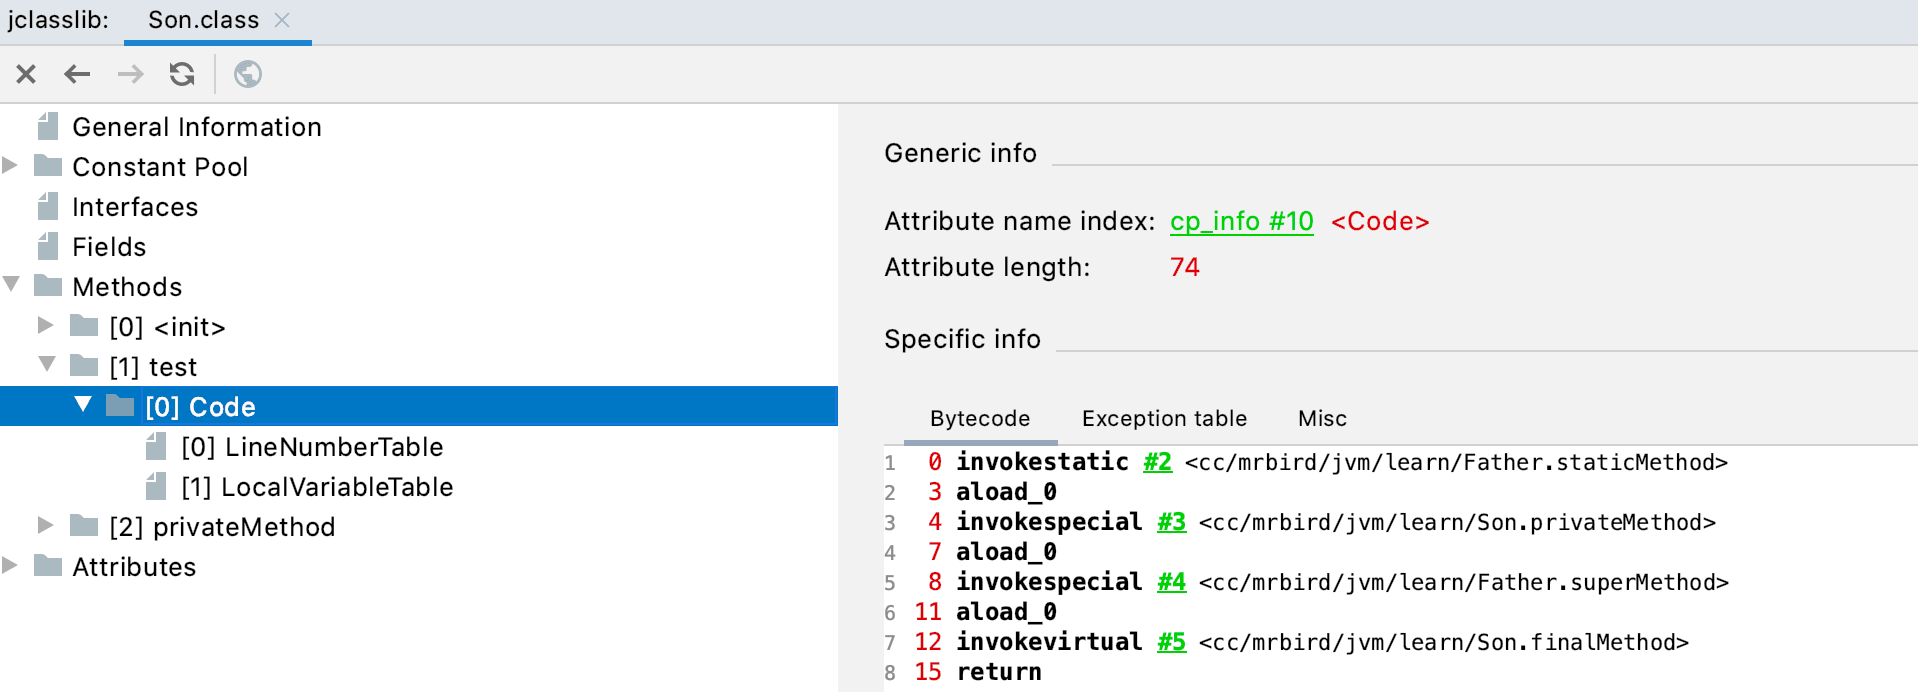 jclasslib: Son.class
General Information
Constant Pool
Interfaces
Fields
Methods
[0] <init>
[1] test
[0] Code
[0] LineNumberTable
[1] LocalVariableTable
[2] privateMethod
Attributes
Generic info
Attribute name index: cp_info #10 <Code>
Attribute length: 74
Specific info
Bytecode Exception table Misc
1 0 invokestatic #2 <cc/mrbird/jvm/learn/Father.staticMethod>
2 3 aload_0
3 4 invokespecial #3 <cc/mrbird/jvm/learn/Son.privateMethod>
4 7 aload_0
5 8 invokespecial #4 <cc/mrbird/jvm/learn/Father.superMethod>
6 11 aload_0
7 12 invokevirtual #5 <cc/mrbird/jvm/learn/Son.finalMethod>
8 15 return